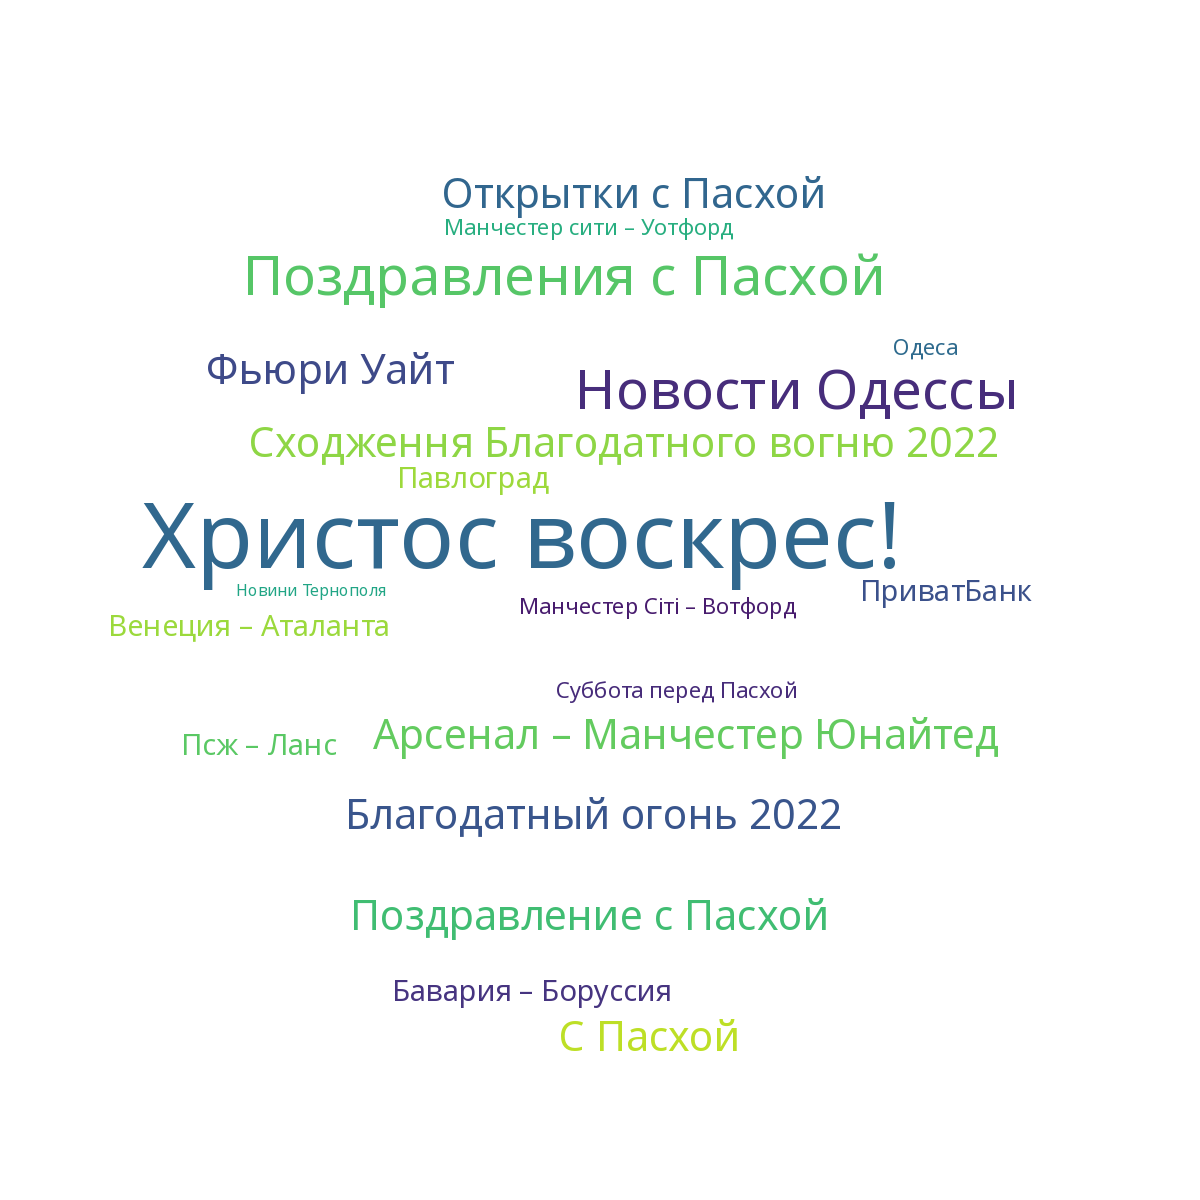 Открытки с Пасхой
Манчестер сити – Уотфорд
Поздравления с Пасхой
Одеса
Фьюри Уайт
Новости Одессы
Сходження Благодатного вогню 2022
Павлоград
Христос воскрес!
Новини Тернополя
ПриватБанк
Манчестер Сіті – Вотфорд
Венеция – Аталанта
Суббота перед Пасхой
Псж – Ланс
Арсенал – Манчестер Юнайтед
Благодатный огонь 2022
Поздравление с Пасхой
Бавария – Боруссия
С Пасхой